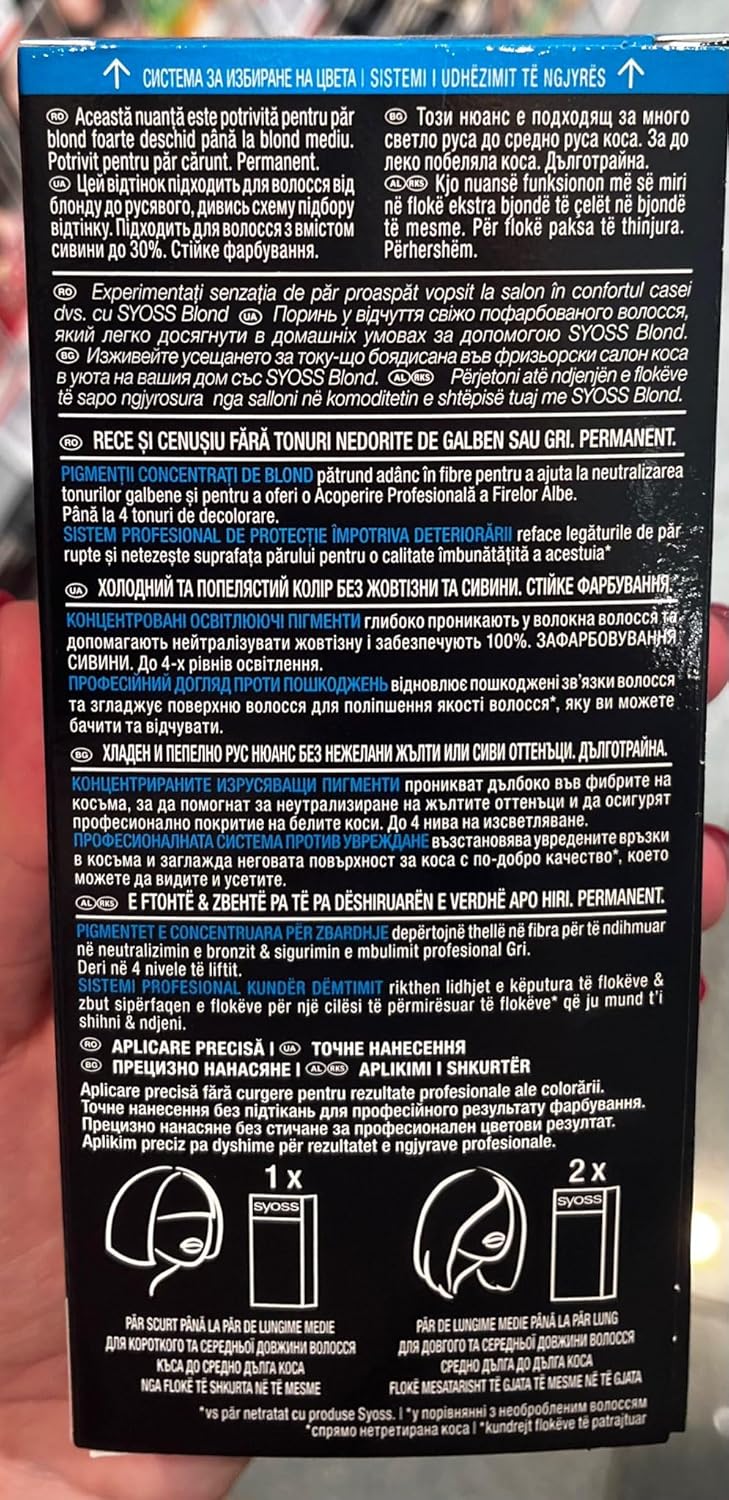 СИСТЕМА ЗА ИЗБИРАНЕ НА ЦВЕТА | SISTEMI I UDHËZIMIT TË NGJYRËS
RO Această nuanță este potrivită pentru păr
blond foarte deschid până la blond mediu.
Potrivit pentru păr cărunt. Permanent.
UA Цей відтінок підходить для волосся від
блонду до русявого, дивись схему підбору
відтінку. Підходить для волосся з вмістом
сивини до 30%. Стійке фарбування.
BG Този нюанс е подходящ за много
светло руса до средно руса коса. За до
леко побеляла коса. Дълготрайна.
AL RKS Kjo nuansë funksionon më së miri
në flokë ekstra bjondë të çelët në bjondë
të mesme. Për flokë paksa të thinjura.
Përhershëm.
RO Experimentați senzația de păr proaspăt vopsit la salon în confortul casei
dvs. cu SYOSS Blond UA Поринь у відчуття свіжо пофарбованого волосся,
який легко досягнути в домашніх умовах за допомогою SYOSS Blond.
BG Изживейте усещането за току-що боядисана във фризьорски салон коса
в уюта на вашия дом със SYOSS Blond. AL RKS Përjetoni atë ndjenjën e flokëve
të sapo ngjyrosura nga salloni në komoditetin e shtëpisë tuaj me SYOSS Blond.
RO RECE ȘI CENUȘIU FĂRĂ TONURI NEDORITE DE GALBEN SAU GRI. PERMANENT.
PIGMENȚII CONCENTRAȚI DE BLOND pătrund adânc în fibre pentru a ajuta la neutralizarea
tonurilor galbene și pentru a oferi o Acoperire Profesională a Firelor Albe.
Până la 4 tonuri de decolorare.
SISTEM PROFESIONAL DE PROTECȚIE ÎMPOTRIVA DETERIORĂRII reface legăturile de păr
rupte și netezește suprafața părului pentru o calitate îmbunătățită a acestuia*
UA ХОЛОДНИЙ ТА ПОПЕЛЯСТИЙ КОЛІР БЕЗ ЖОВТІЗНИ ТА СИВИНИ. СТІЙКЕ ФАРБУВАННЯ.
КОНЦЕНТРОВАНІ ОСВІТЛЮЮЧІ ПІГМЕНТИ глибоко проникають у волокна волосся та
допомагають нейтралізувати жовтізну і забезпечують 100%. ЗАФАРБОВУВАННЯ
СИВИНИ. До 4-х рівнів освітлення.
ПРОФЕСІЙНИЙ ДОГЛЯД ПРОТИ ПОШКОДЖЕНЬ відновлює пошкоджені зв'язки волосся
та згладжує поверхню волосся для поліпшення якості волосся*, яку ви можете
бачити та відчувати.
BG ХЛАДЕН И ПЕПЕЛНО РУС НЮАНС БЕЗ НЕЖЕЛАНИ ЖЪЛТИ ИЛИ СИВИ ОТТЕНЪЦИ. ДЪЛГОТРАЙНА.
КОНЦЕНТРИРАНИТЕ ИЗРУСЯВАЩИ ПИГМЕНТИ проникват дълбоко във фибрите на
косъма, за да помогнат за неутрализиране на жълтите оттенъци и да осигурят
професионално покритие на белите коси. До 4 нива на изсветляване.
ПРОФЕСИОНАЛНАТА СИСТЕМА ПРОТИВ УВРЕЖДАНЕ възстановява увредените връзки
в косъма и заглажда неговата повърхност за коса с по-добро качество*, което
можете да видите и усетите.
AL RKS E FTOHTË & ZBEHTË PA TË PA DËSHIRUARËN E VERDHË APO HIRI. PERMANENT.
PIGMENTET E CONCENTRUARA PËR ZBARDHJE depërtojnë thellë në fibra për të ndihmuar
në neutralizimin e bronzit & sigurimin e mbulimit profesional Gri.
Deri në 4 nivele të liftit.
SISTEMI PROFESIONAL KUNDËR DËMTIMIT rikthen lidhjet e këputura të flokëve &
zbut sipërfaqen e flokëve për një cilësi të përmirësuar të flokëve* që ju mund t'i
shihni & ndjeni.
RO APLICARE PRECISĂ I UA ТОЧНЕ НАНЕСЕННЯ
BG ПРЕЦИЗНО НАНАСЯНЕ I AL RKS APLIKIMI I SHKURTËR
Aplicare precisă fără curgere pentru rezultate profesionale ale colorării.
Точне нанесення без підтікань для професійного результату фарбування.
Прецизно нанасяне без стичане за професионален цветови резултат.
Aplikim preciz pa dyshime për rezultatet e ngjyrave profesionale.
1 x
syoss
2 x
syoss
PĂR SCURT PÂNĂ LA PĂR DE LUNGIME MEDIE
ДЛЯ КОРОТКОГО ТА СЕРЕДНЬОЇ ДОВЖИНИ ВОЛОССЯ
КЪСА ДО СРЕДНО ДЪЛГА КОСА
NGA FLOKË TË SHKURTA NË TË MESME
PĂR DE LUNGIME MEDIE PÂNĂ LA PĂR LUNG
ДЛЯ ДОВГОГО ТА СЕРЕДНЬОЇ ДОВЖИНИ ВОЛОССЯ
СРЕДНО ДЪЛГА ДО ДЪЛГА КОСА
FLOKË MESATARISHT TË GJATA TË MESME NË TË GJATA
*vs păr netratat cu produse Syoss. I *у порівнянні з необробленим волоссям
*спрямо нетретирана коса I *kundrejt flokëve të patrajtuar